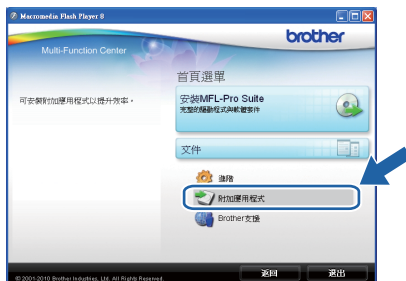 Macromedia Flash Player 8
brother
Multi-Function Center
首頁選單
可安裝附加應用程式以提升效率。
安裝MFL-Pro Suite
完整的驅動程式與軟體套件
文件
進階
附加應用程式
Brother支援
© 2001-2010 Brother Industries, Ltd. All Rights Reserved.
返回
退出